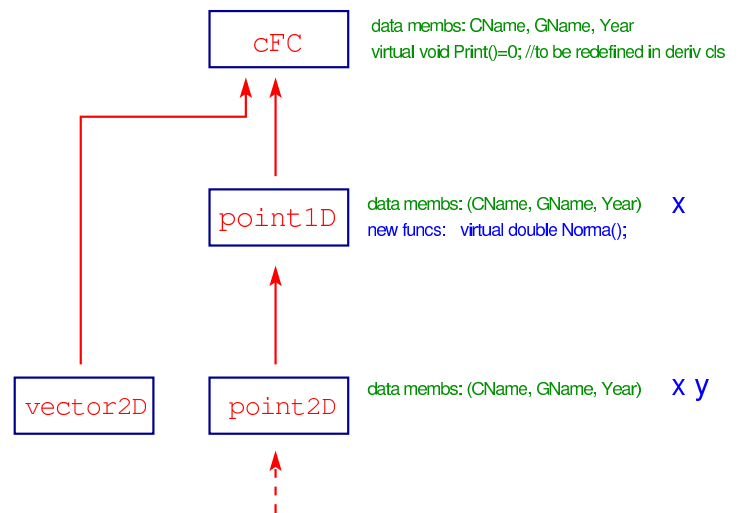 cFC
data membs: CName, GName, Year
virtual void Print()=0; //to be redefined in deriv cls
point1D
data membs: (CName, GName, Year) x
new funcs: virtual double Norma();
vector2D
point2D
data membs: (CName, GName, Year) x y